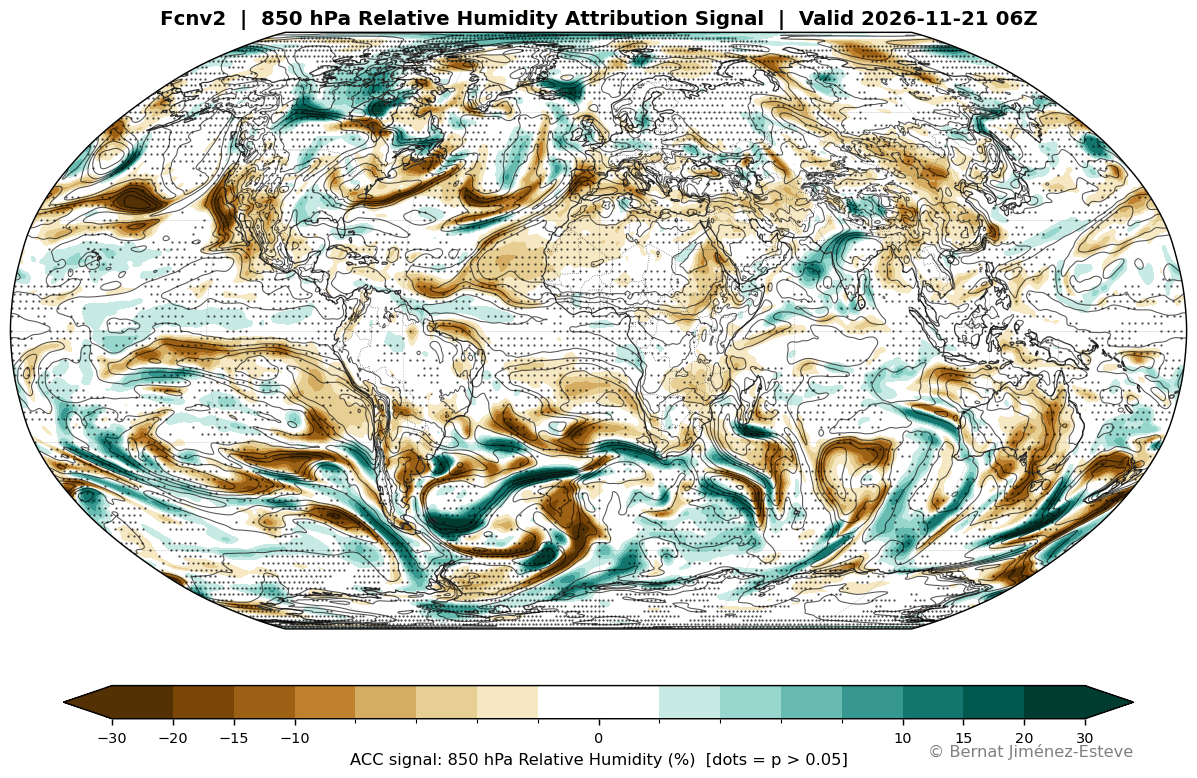 Fcnv2  |  850 hPa Relative Humidity Attribution Signal  |  Valid 2026-11-21 06Z
−30 −20 −15 −10 0 10 15 20 30
ACC signal: 850 hPa Relative Humidity (%)  [dots = p > 0.05]
© Bernat Jiménez-Esteve